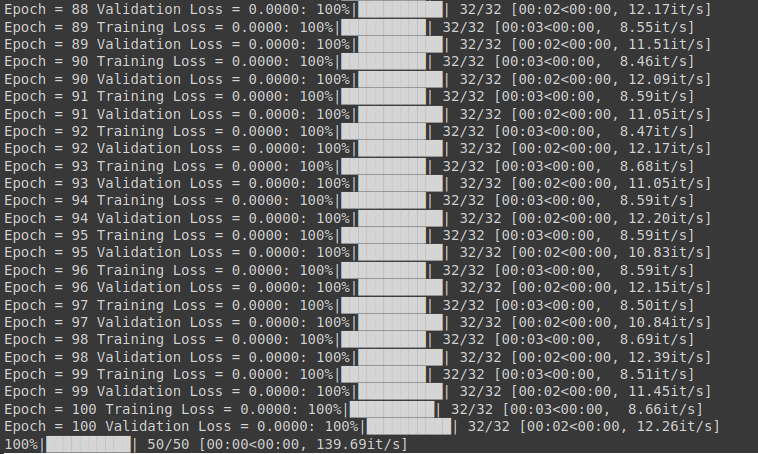 Epoch = 88 Validation Loss = 0.0000: 100%|██████████| 32/32 [00:02<00:00, 12.17it/s]
Epoch = 89 Training Loss = 0.0000: 100%|██████████| 32/32 [00:03<00:00,  8.55it/s]
Epoch = 89 Validation Loss = 0.0000: 100%|██████████| 32/32 [00:02<00:00, 11.51it/s]
Epoch = 90 Training Loss = 0.0000: 100%|██████████| 32/32 [00:03<00:00,  8.46it/s]
Epoch = 90 Validation Loss = 0.0000: 100%|██████████| 32/32 [00:02<00:00, 12.09it/s]
Epoch = 91 Training Loss = 0.0000: 100%|██████████| 32/32 [00:03<00:00,  8.59it/s]
Epoch = 91 Validation Loss = 0.0000: 100%|██████████| 32/32 [00:02<00:00, 11.05it/s]
Epoch = 92 Training Loss = 0.0000: 100%|██████████| 32/32 [00:03<00:00,  8.47it/s]
Epoch = 92 Validation Loss = 0.0000: 100%|██████████| 32/32 [00:02<00:00, 12.17it/s]
Epoch = 93 Training Loss = 0.0000: 100%|██████████| 32/32 [00:03<00:00,  8.68it/s]
Epoch = 93 Validation Loss = 0.0000: 100%|██████████| 32/32 [00:02<00:00, 11.05it/s]
Epoch = 94 Training Loss = 0.0000: 100%|██████████| 32/32 [00:03<00:00,  8.59it/s]
Epoch = 94 Validation Loss = 0.0000: 100%|██████████| 32/32 [00:02<00:00, 12.20it/s]
Epoch = 95 Training Loss = 0.0000: 100%|██████████| 32/32 [00:03<00:00,  8.59it/s]
Epoch = 95 Validation Loss = 0.0000: 100%|██████████| 32/32 [00:02<00:00, 10.83it/s]
Epoch = 96 Training Loss = 0.0000: 100%|██████████| 32/32 [00:03<00:00,  8.59it/s]
Epoch = 96 Validation Loss = 0.0000: 100%|██████████| 32/32 [00:02<00:00, 12.15it/s]
Epoch = 97 Training Loss = 0.0000: 100%|██████████| 32/32 [00:03<00:00,  8.50it/s]
Epoch = 97 Validation Loss = 0.0000: 100%|██████████| 32/32 [00:02<00:00, 10.84it/s]
Epoch = 98 Training Loss = 0.0000: 100%|██████████| 32/32 [00:03<00:00,  8.69it/s]
Epoch = 98 Validation Loss = 0.0000: 100%|██████████| 32/32 [00:02<00:00, 12.39it/s]
Epoch = 99 Training Loss = 0.0000: 100%|██████████| 32/32 [00:03<00:00,  8.51it/s]
Epoch = 99 Validation Loss = 0.0000: 100%|██████████| 32/32 [00:02<00:00, 11.45it/s]
Epoch = 100 Training Loss = 0.0000: 100%|██████████| 32/32 [00:03<00:00,  8.66it/s]
Epoch = 100 Validation Loss = 0.0000: 100%|██████████| 32/32 [00:02<00:00, 12.26it/s]
100%|██████████| 50/50 [00:00<00:00, 139.69it/s]